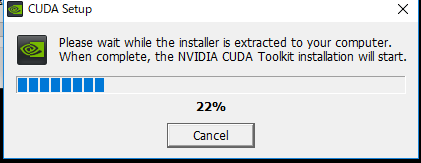 CUDA Setup
Please wait while the installer is extracted to your computer.
When complete, the NVIDIA CUDA Toolkit installation will start.
22%
Cancel